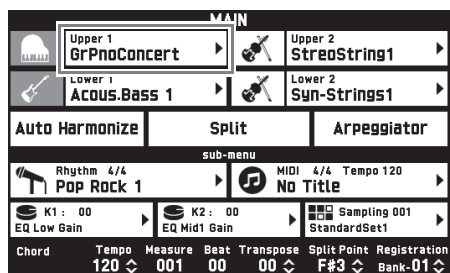 MAIN
Upper 1
GrPnoConcert
Upper 2
StreoString1
Lower 1
Acous.Bass 1
Lower 2
Syn-Strings1
Auto Harmonize Split Arpeggiator
sub-menu
Rhythm 4/4
Pop Rock 1
MIDI 4/4 Tempo 120
No Title
K1: 00
EQ Low Gain
K2: 00
EQ Mid1 Gain
Sampling 001
StandardSet1
Chord Tempo Measure Beat Transpose Split Point Registration
120 001 00 00 F#3 Bank-01